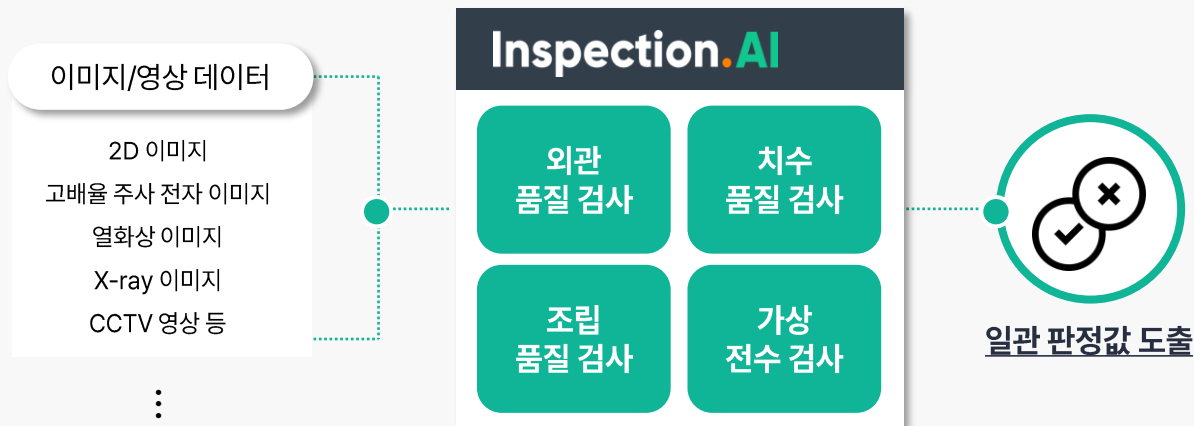 이미지/영상 데이터
2D 이미지
고배율 주사 전자 이미지
열화상 이미지
X-ray 이미지
CCTV 영상 등
Inspection.AI
외관
품질 검사
치수
품질 검사
조립
품질 검사
가상
전수 검사
일관 판정값 도출